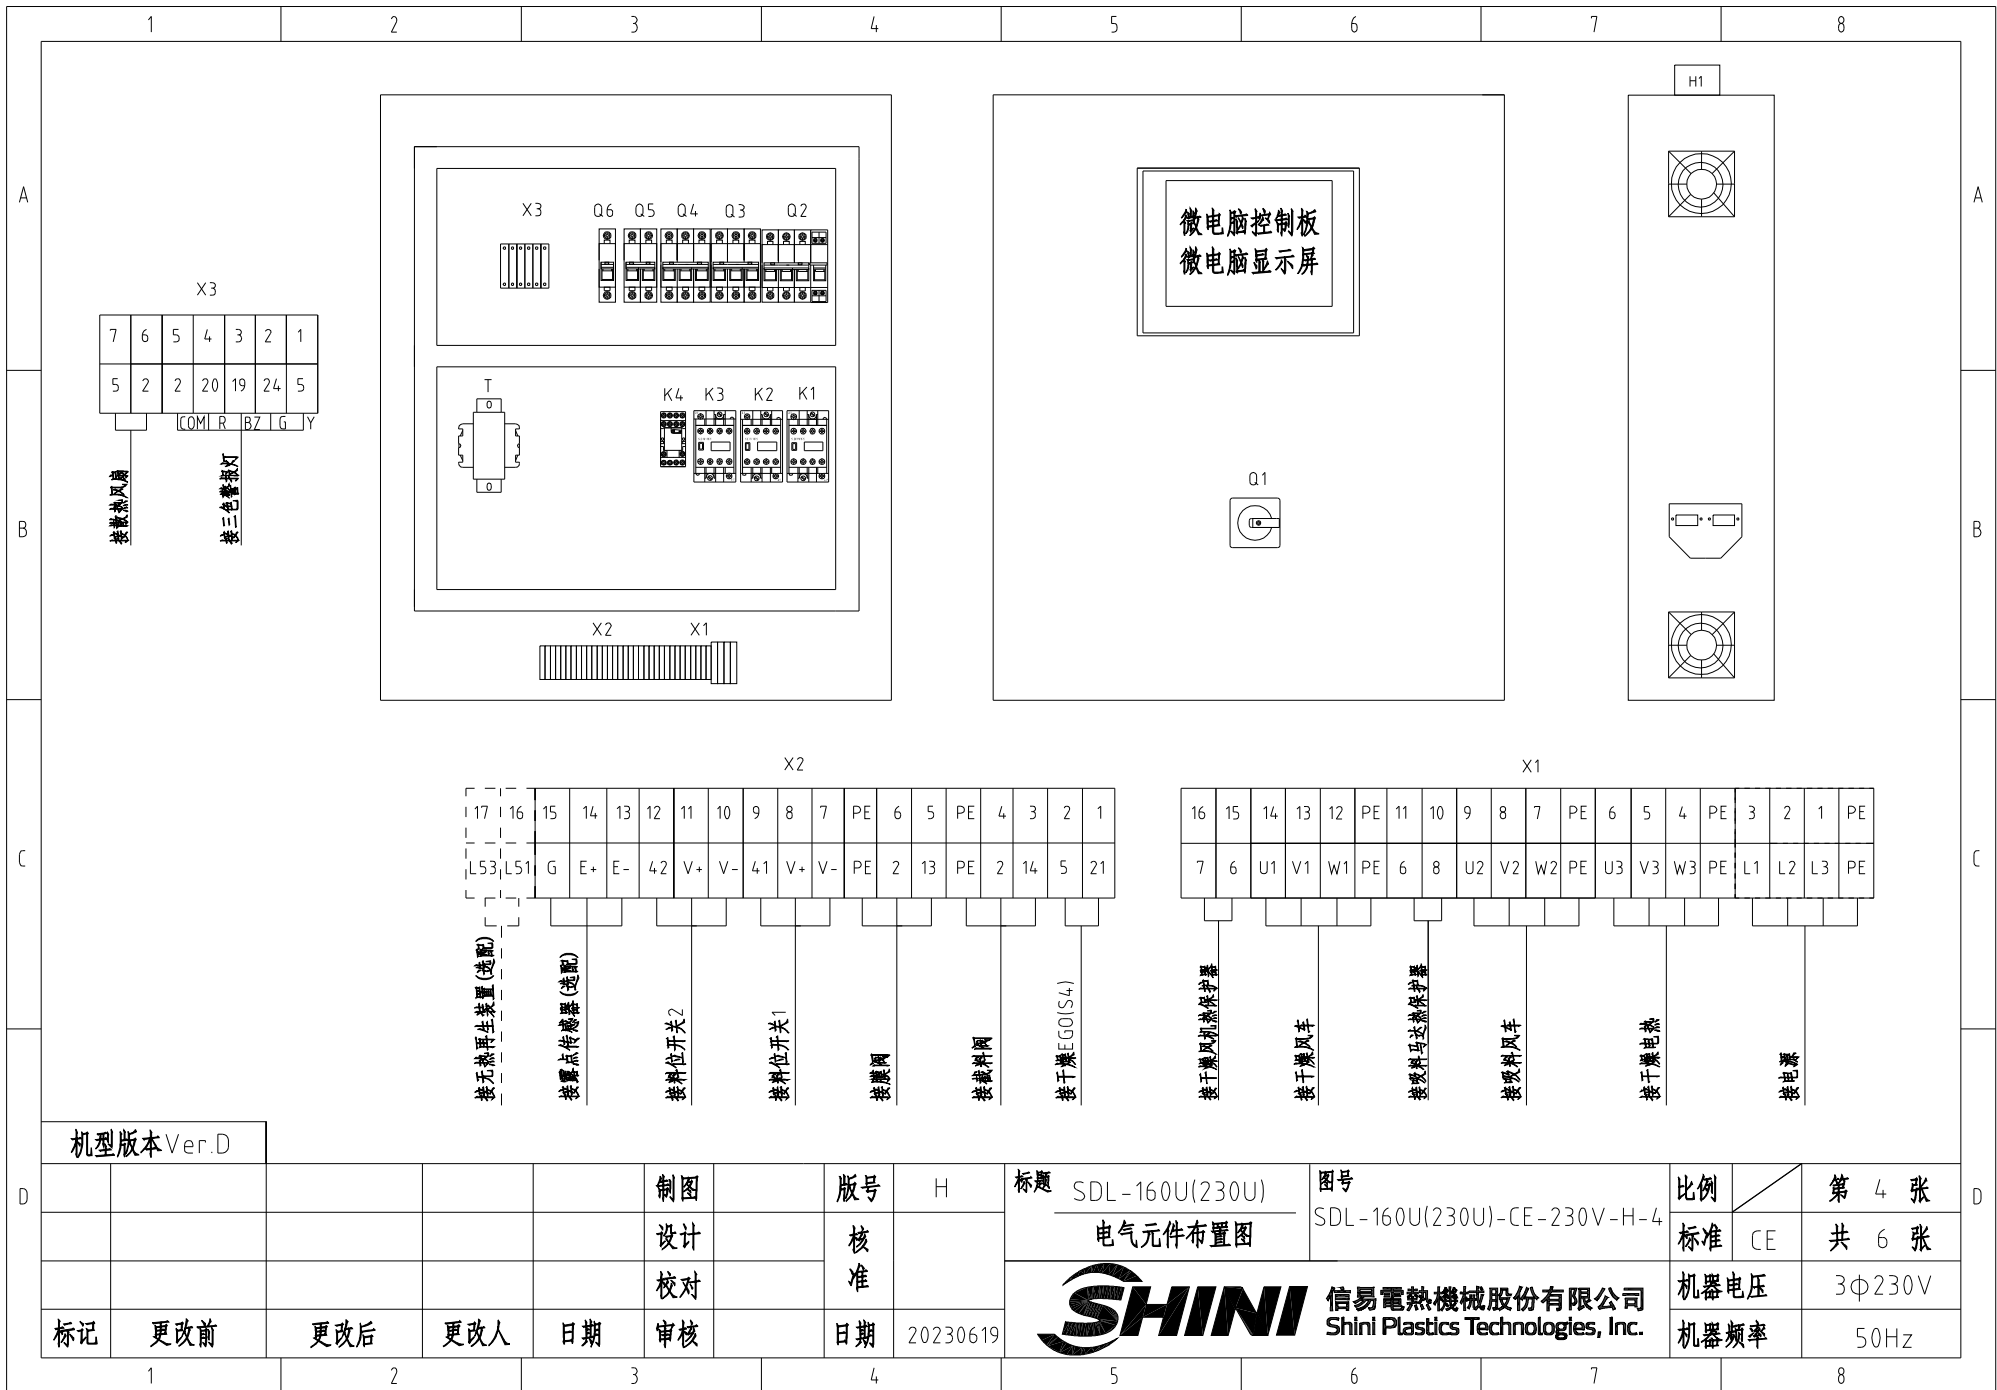 1 2 3 4 5 6 7 8
H1
A A
X3 Q6 Q5 Q4 Q3 Q2
微电脑控制板
微电脑显示屏
X3
7 6 5 4 3 2 1
5 2 2 20 19 24 5
COM R BZ G Y
接散热风扇
接三色警报灯
T
0
0
K4 K3 K2 K1
Q1
B B
X2 X1
X2
17 16 15 14 13 12 11 10 9 8 7 PE 6 5 PE 4 3 2 1
L53 L51 G E+ E- 42 V+ V- 41 V+ V- PE 2 13 PE 2 14 5 21
接无热再生装置(选配)
接露点传感器(选配)
接料位开关2
接料位开关1
接膜阀
接截料阀
接干燥EGO(S4)
X1
16 15 14 13 12 PE 11 10 9 8 7 PE 6 5 4 PE 3 2 1 PE
7 6 U1 V1 W1 PE 6 8 U2 V2 W2 PE U3 V3 W3 PE L1 L2 L3 PE
接干燥风机热保护器
接干燥风车
接吸料马达热保护器
接吸料风车
接干燥电热
接电源
C C
机型版本Ver.D
D D
制图 版号 H
设计 核准
校对
标记 更改前 更改后 更改人 日期 审核 日期 20230619
标题 SDL-160U(230U)
电气元件布置图
图号
SDL-160U(230U)-CE-230V-H-4
比例 第 4 张
标准 CE 共 6 张
机器电压 3φ230V
机器频率 50Hz
SHINI
信易電熱機械股份有限公司
Shini Plastics Technologies, Inc.
1 2 3 4 5 6 7 8